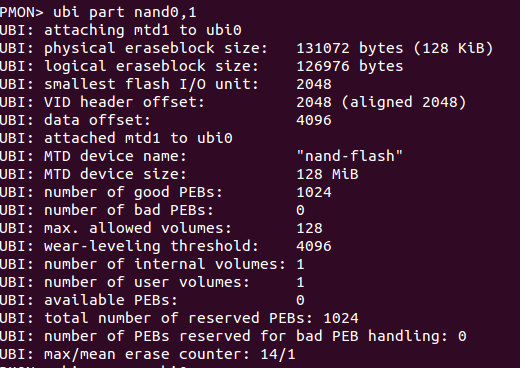 PMON> ubi part nand0,1
UBI: attaching mtd1 to ubi0
UBI: physical eraseblock size:   131072 bytes (128 KiB)
UBI: logical eraseblock size:    126976 bytes
UBI: smallest flash I/O unit:    2048
UBI: VID header offset:          2048 (aligned 2048)
UBI: data offset:                4096
UBI: attached mtd1 to ubi0
UBI: MTD device name:            "nand-flash"
UBI: MTD device size:            128 MiB
UBI: number of good PEBs:        1024
UBI: number of bad PEBs:         0
UBI: max. allowed volumes:       128
UBI: wear-leveling threshold:    4096
UBI: number of internal volumes: 1
UBI: number of user volumes:     1
UBI: available PEBs:             0
UBI: total number of reserved PEBs: 1024
UBI: number of PEBs reserved for bad PEB handling: 0
UBI: max/mean erase counter: 14/1